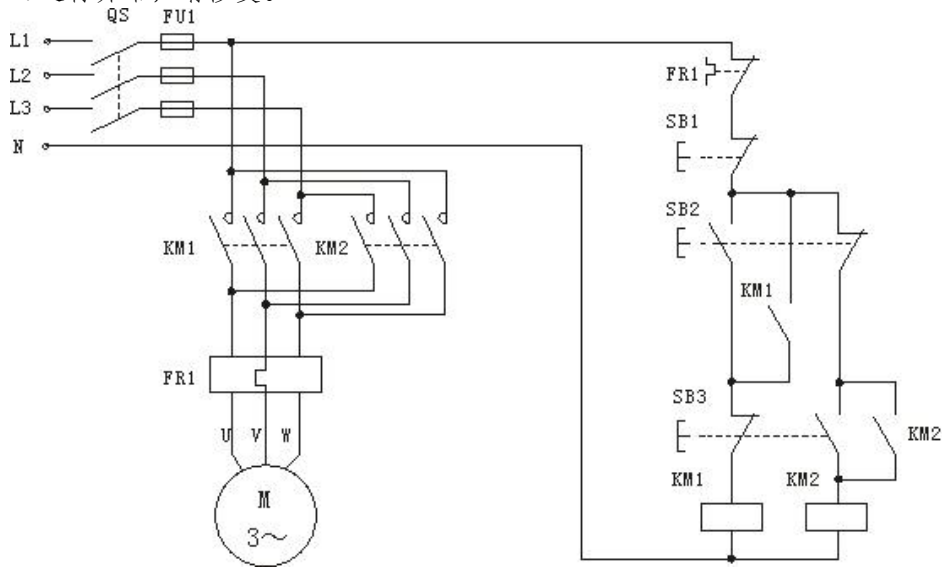 QS FU1
L1
L2
L3
N
FR1
SB1
SB2
KM1 KM2
KM1
FR1
SB3
KM2
U V W
KM1 KM2
M
3~